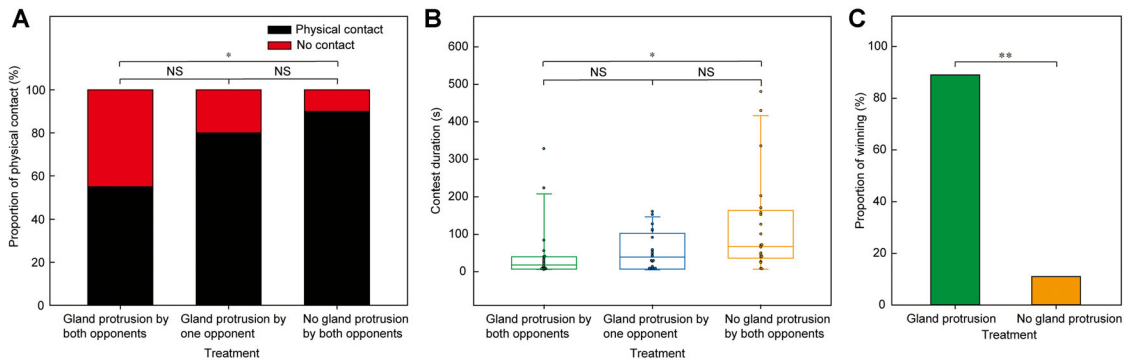 A
Physical contact
No contact
*
NS
NS
100
80
60
40
20
0
Proportion of physical contact (%)
Gland protrusion by
both opponents
Gland protrusion by
one opponent
No gland protrusion
by both opponents
Treatment
B
600
500
400
300
200
100
0
*
NS
NS
Contest duration (s)
Gland protrusion by
both opponents
Gland protrusion by
one opponent
No gland protrusion
by both opponents
Treatment
C
100
80
60
40
20
0
**
Proportion of winning (%)
Gland protrusion
No gland protrusion
Treatment